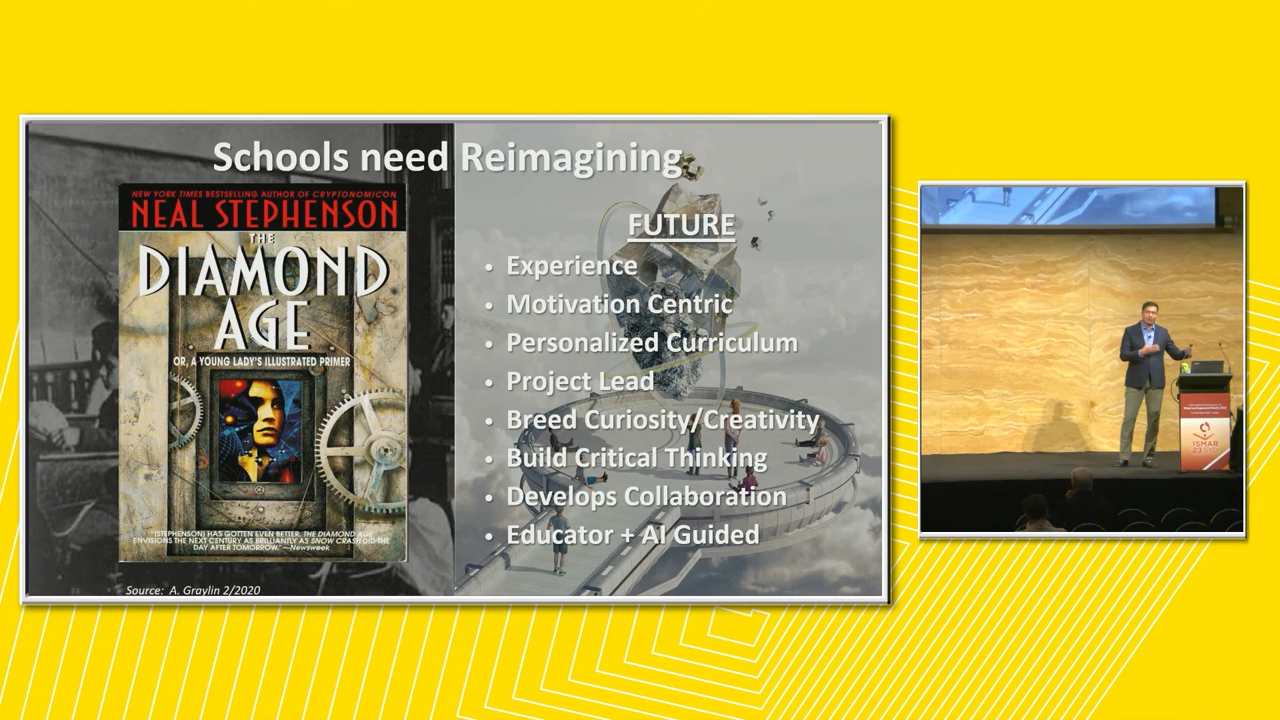 Schools need Reimagining
NEW YORK TIMES BESTSELLING AUTHOR OF CRYPTONOMICON
NEAL STEPHENSON
THE
DIAMOND
AGE
OR, A YOUNG LADY'S ILLUSTRATED PRIMER
"[STEPHENSON] HAS GOTTEN EVEN BETTER. THE DIAMOND AGE
ENVISIONS THE NEXT CENTURY AS BRILLIANTLY AS SNOW CRASH DID THE
DAY AFTER TOMORROW."—Newsweek
Source: A. Graylin 2/2020
FUTURE
• Experience
• Motivation Centric
• Personalized Curriculum
• Project Lead
• Breed Curiosity/Creativity
• Build Critical Thinking
• Develops Collaboration
• Educator + AI Guided
ISMAR